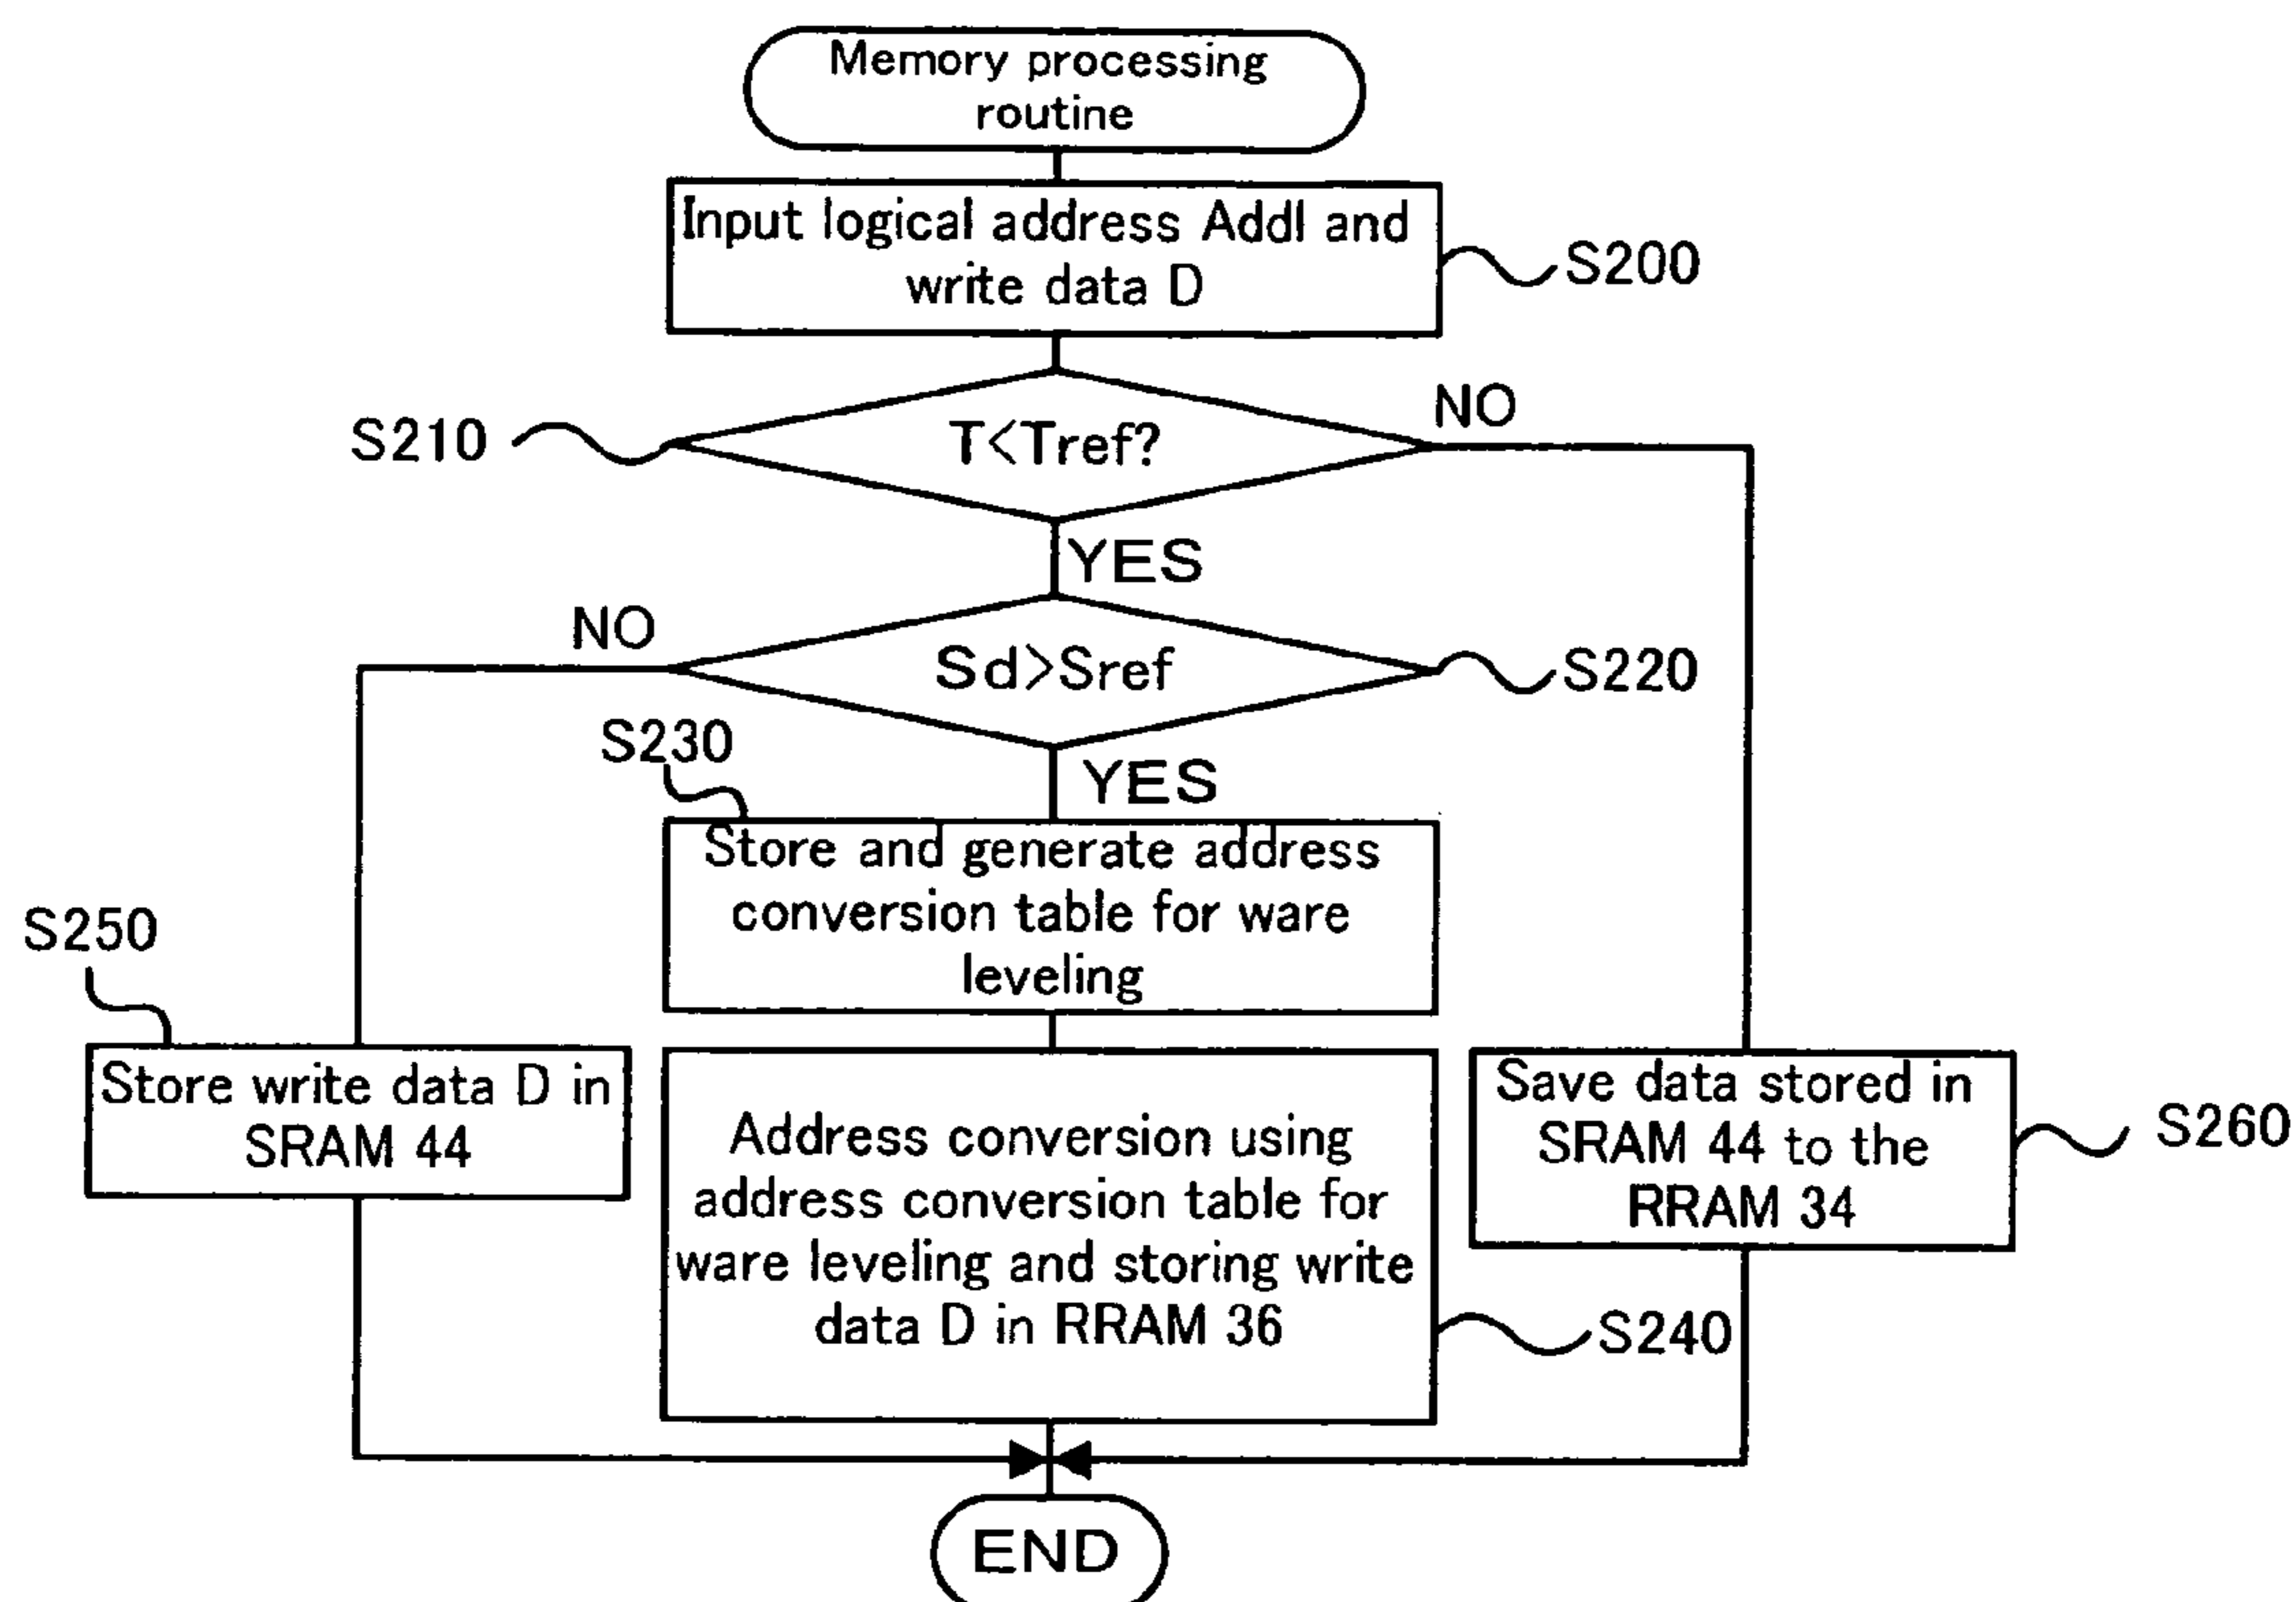 Memory processing
routine
Input logical address Addl and
write data D
S200
S210
T<Tref?
NO
YES
NO
Sd>Sref
S220
S230
YES
Store and generate address
conversion table for ware
leveling
S250
Store write data D in
SRAM 44
Address conversion using
address conversion table for
ware leveling and storing write
data D in RRAM 36
S240
Save data stored in
SRAM 44 to the
RRAM 34
S260
END